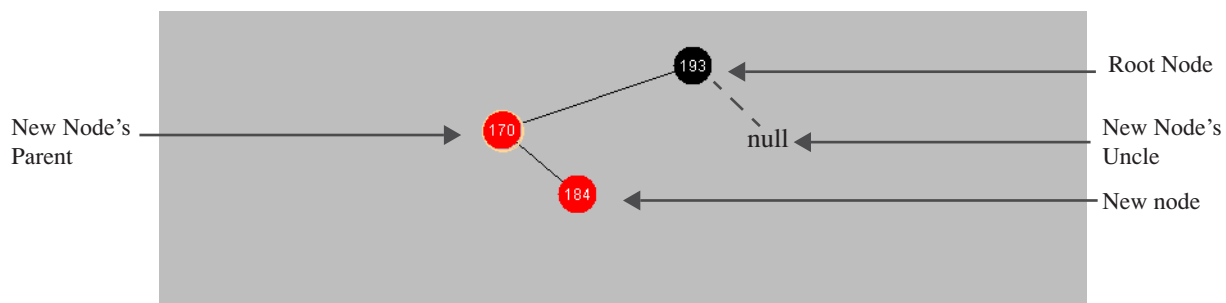 193
Root Node
170
New Node's
Parent
null
New Node's
Uncle
184
New node